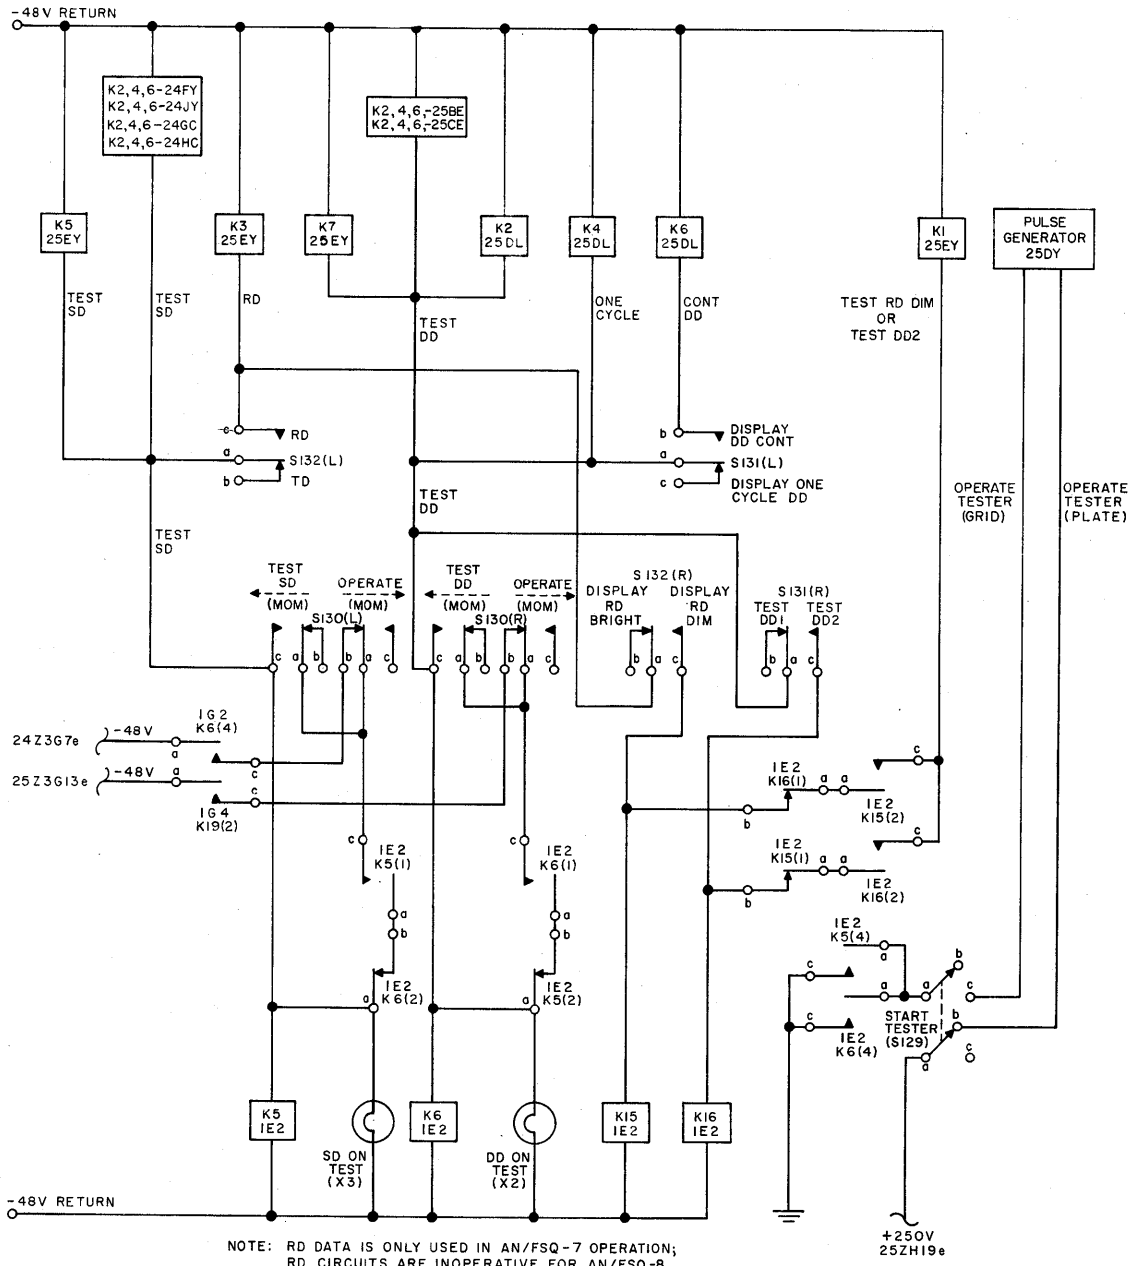 -48V RETURN
K2,4,6-24FY
K2,4,6-24JY
K2,4,6-24GC
K2,4,6-24HC
K2,4,6,-25BE
K2,4,6,-25CE
K5
25EY
K3
25EY
K7
25EY
K2
25DL
K4
25DL
K6
25DL
K1
25EY
PULSE
GENERATOR
25DY
TEST
SD
TEST
SD
RD
TEST
DD
ONE
CYCLE
CONT
DD
TEST RD DIM
OR
TEST DD2
c
RD
a
S132(L)
b
TD
b
DISPLAY
DD CONT
a
S131(L)
c
DISPLAY ONE
CYCLE DD
TEST
DD
OPERATE
TESTER
(GRID)
OPERATE
TESTER
(PLATE)
TEST
SD
TEST
SD
(MOM)
OPERATE
(MOM)
S130(L)
TEST
DD
(MOM)
OPERATE
(MOM)
S130(R)
S132(R)
DISPLAY
RD
BRIGHT
DISPLAY
RD
DIM
S131(R)
TEST
DD1
TEST
DD2
c a b b a c
c a b b a c
b a c
b a c
24Z3G7e
-48V
a
1G2
K6(4)
c
25Z3G13e
-48V
a
c
1G4
K19(2)
c
1E2
K5(1)
a
b
a
1E2
K6(2)
c
1E2
K6(1)
a
b
a
1E2
K5(2)
1E2
K16(1)
a a
c
b
1E2
K15(2)
1E2
K15(1)
a a
c
b
1E2
K16(2)
1E2
K5(4)
a
c
a
a
b
c
START
TESTER
(S129)
c
1E2
K6(4)
b
a
c
K5
1E2
SD ON
TEST
(X3)
K6
1E2
DD ON
TEST
(X2)
K15
1E2
K16
1E2
-48V RETURN
+250V
25ZH19e
NOTE: RD DATA IS ONLY USED IN AN/FSQ-7 OPERATION;
RD CIRCUITS ARE INOPERATIVE FOR AN/FSQ-8